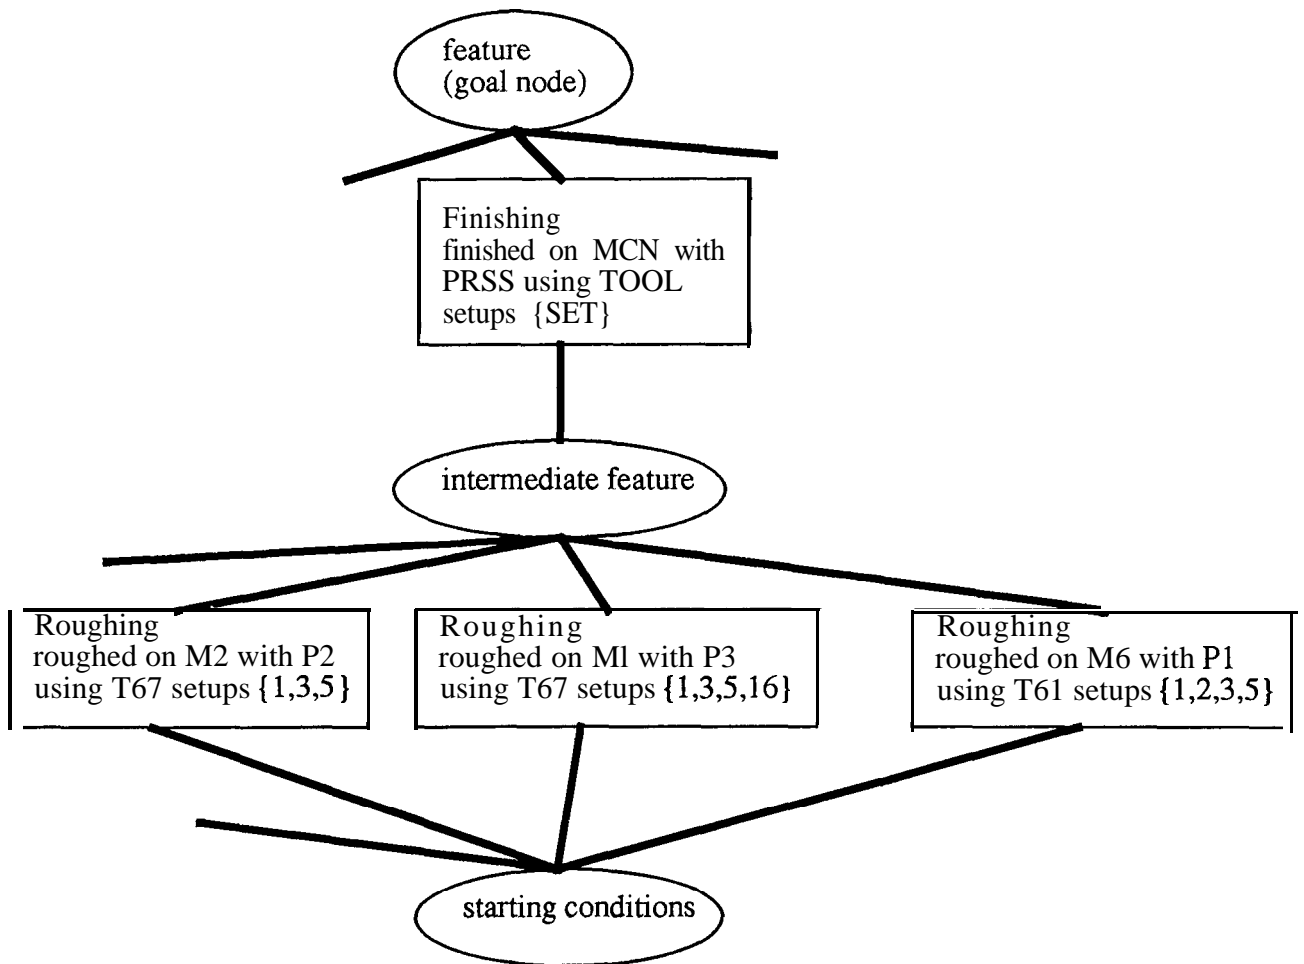 feature
(goal node)
Finishing
finished on MCN with
PRSS using TOOL
setups {SET}
intermediate feature
Roughing
roughed on M2 with P2
using T67 setups {1,3,5}
Roughing
roughed on M1 with P3
using T67 setups {1,3,5,16}
Roughing
roughed on M6 with P1
using T61 setups {1,2,3,5}
starting conditions